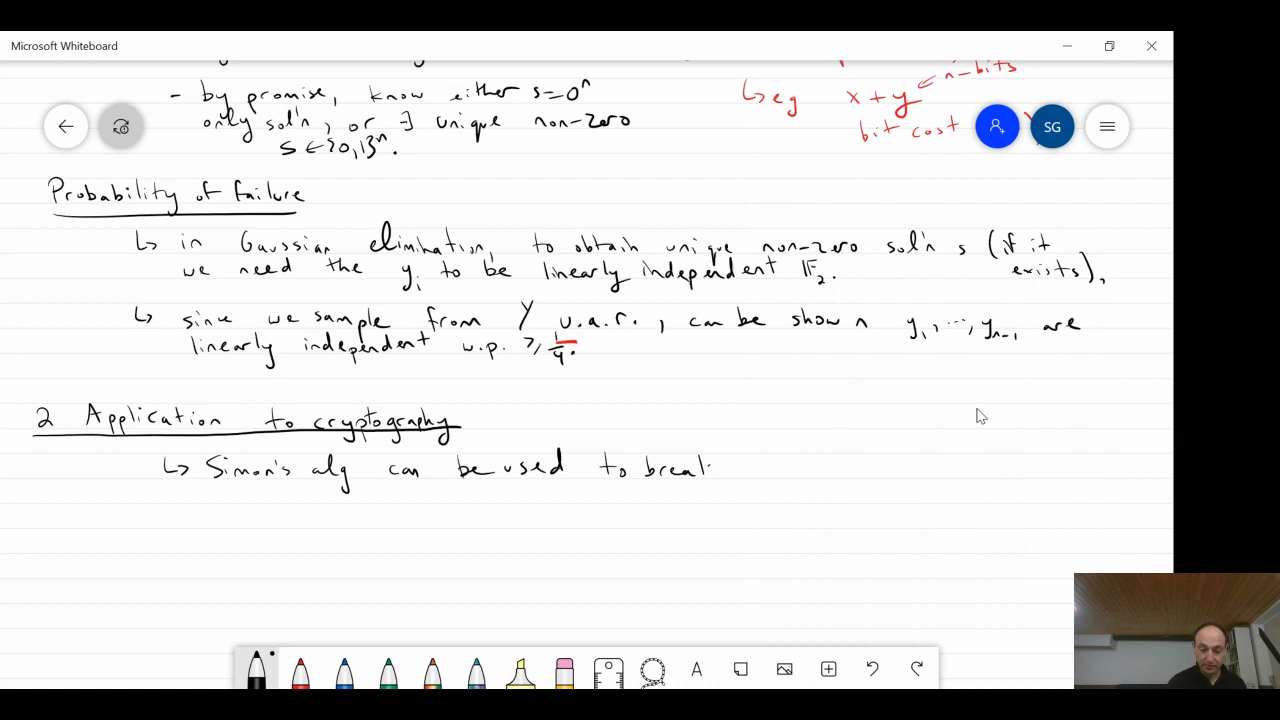 Microsoft Whiteboard
- by promise, know either s=0ⁿ
only sol'n, or ∃ unique non-zero
s ∈ {0,1}ⁿ.
↳ eg x + y ← n-bits
bit cost
SG
Probability of failure
↳ in Gaussian elimination, to obtain unique non-zero sol'n s (if it
exists),
we need the yᵢ to be linearly independent 𝔽₂.
↳ since we sample from Y u.a.r., can be shown y₁, ..., yₙ₋₁ are
linearly independent w.p. ≥ 1/4.
2 Application to cryptography
↳ Simon's alg can be used to break
A